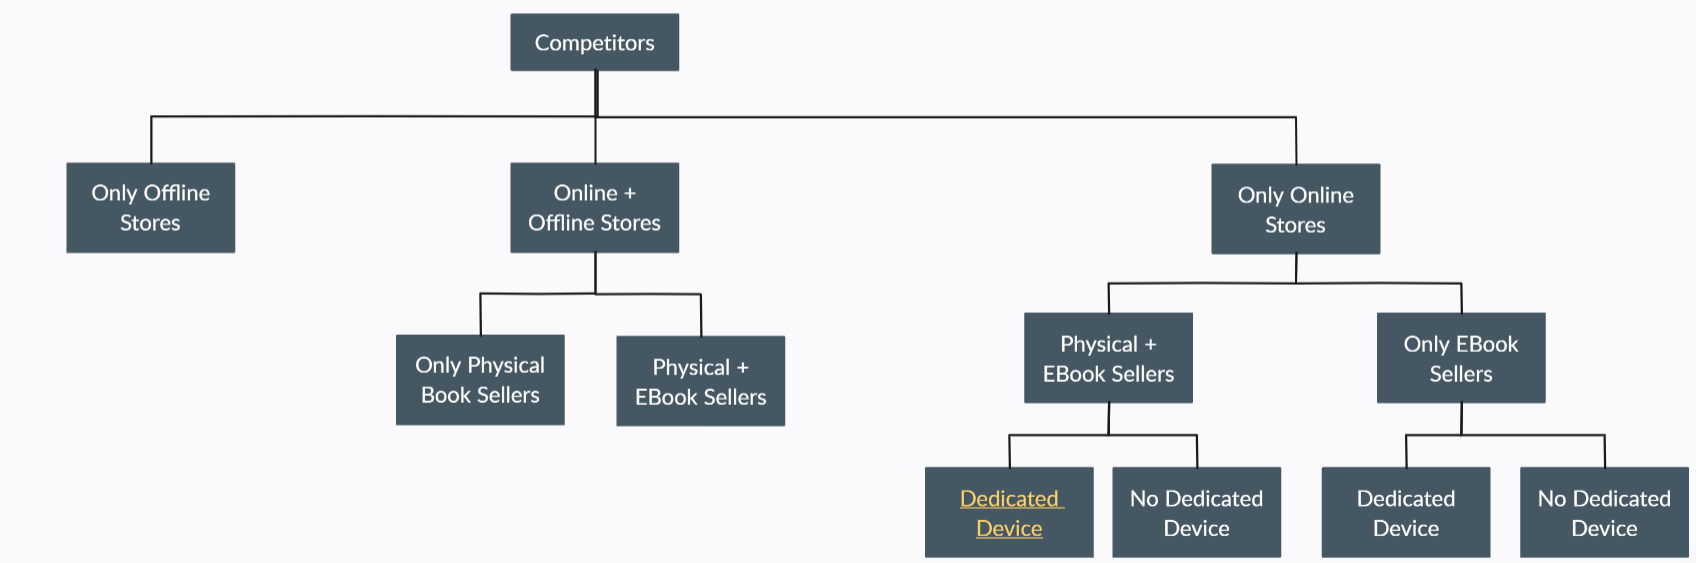 Competitors
Only Offline
Stores
Online +
Offline Stores
Only Online
Stores
Only Physical
Book Sellers
Physical +
EBook Sellers
Physical +
EBook Sellers
Only EBook
Sellers
Dedicated
Device
No Dedicated
Device
Dedicated
Device
No Dedicated
Device